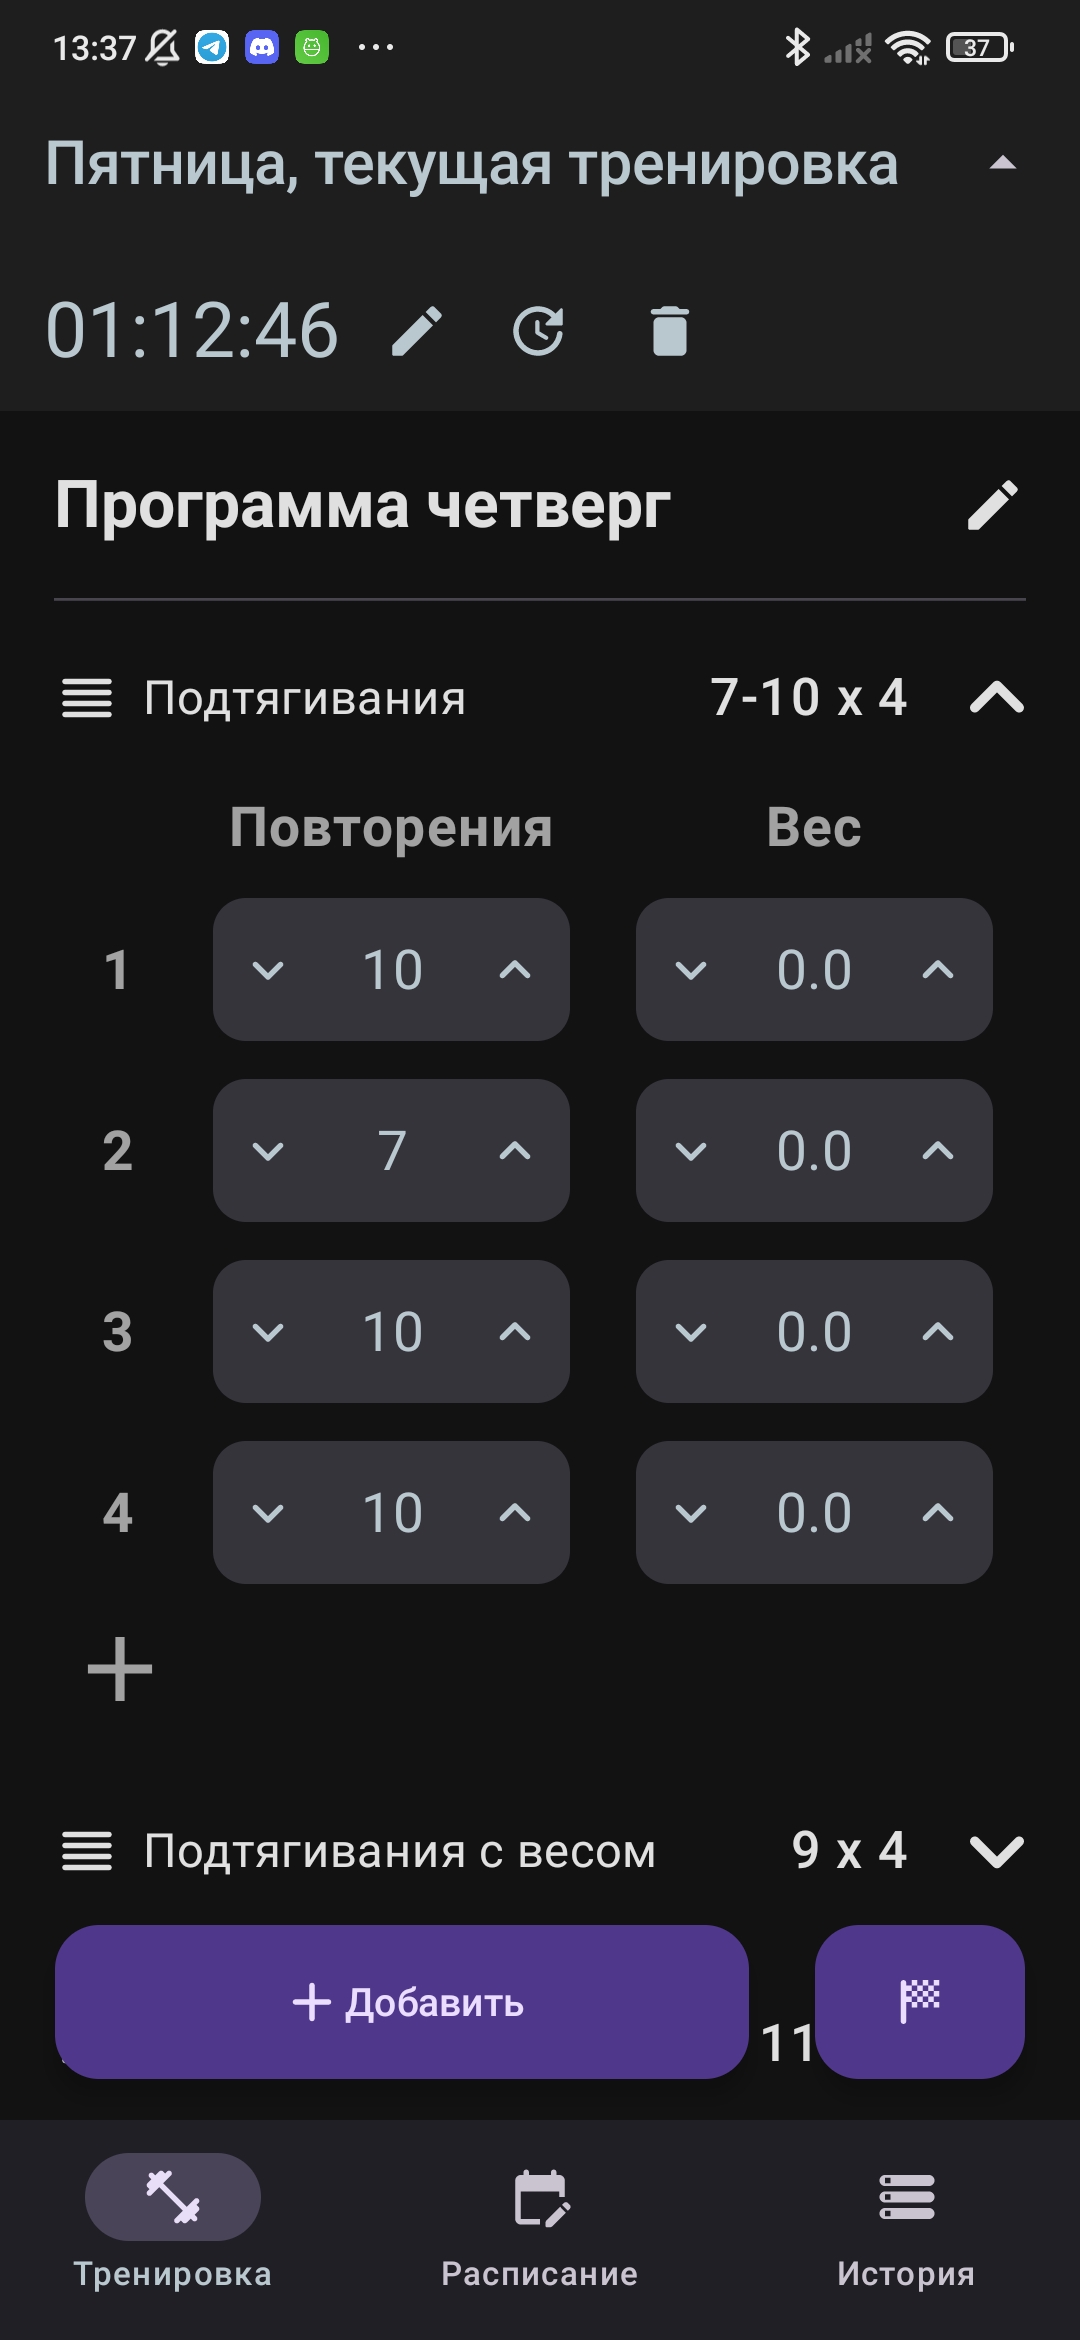 13:37 37
Пятница, текущая тренировка
01:12:46
Программа четверг
Подтягивания 7-10 x 4
Повторения Вес
1 10 0.0
2 7 0.0
3 10 0.0
4 10 0.0
Подтягивания с весом 9 x 4
Добавить
11
Тренировка Расписание История